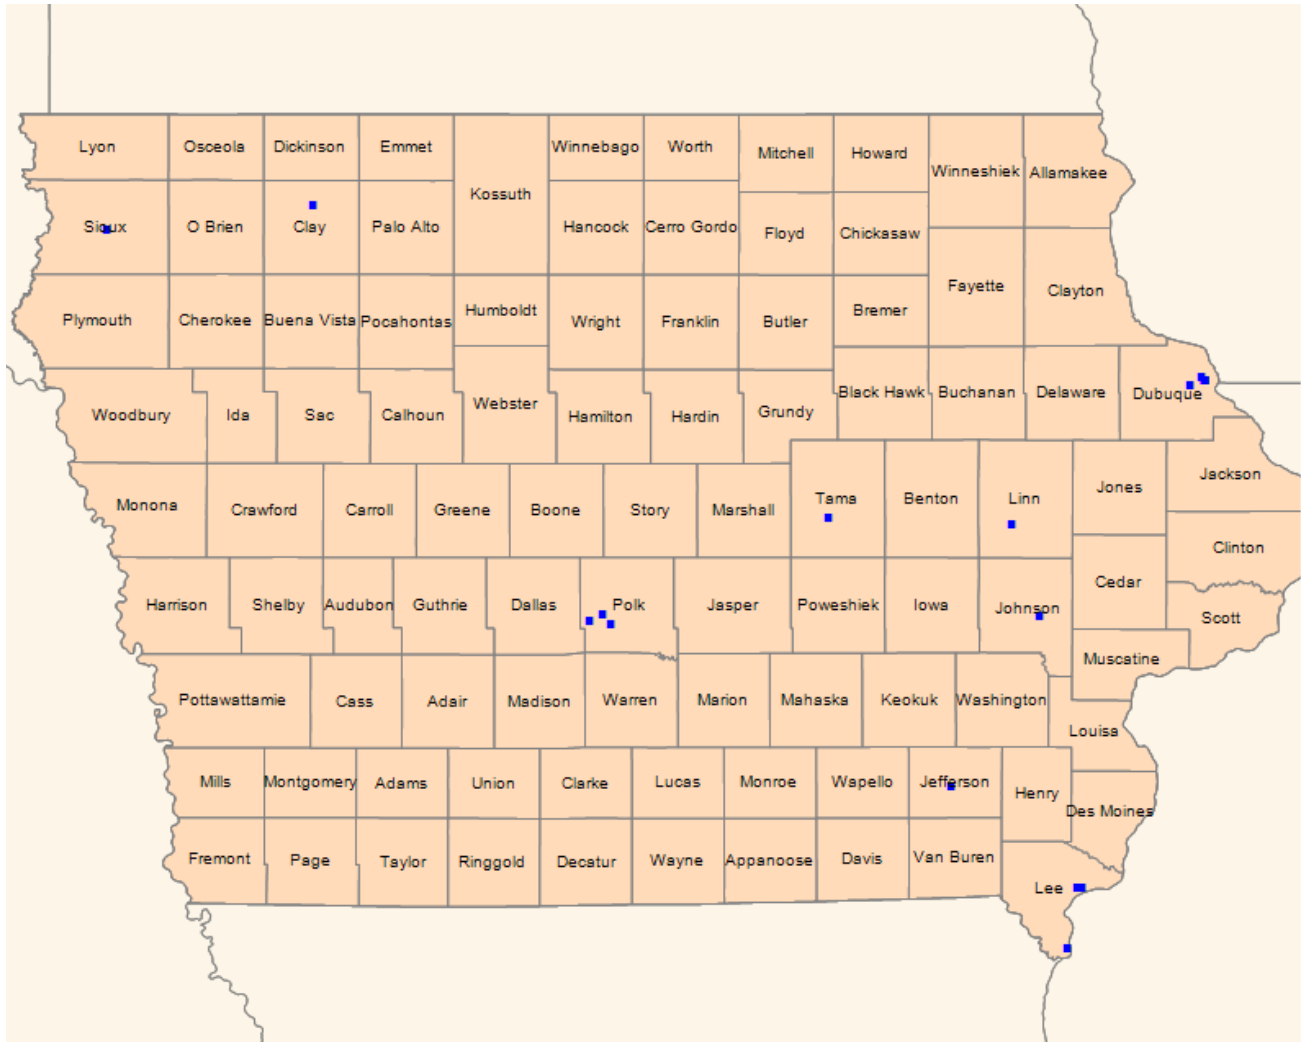 Lyon
Osceola
Dickinson
Emmet
Kossuth
Winnebago
Worth
Mitchell
Howard
Winneshiek
Allamakee
Sioux
O Brien
Clay
Palo Alto
Hancock
Cerro Gordo
Floyd
Chickasaw
Fayette
Clayton
Plymouth
Cherokee
Buena Vista
Pocahontas
Humboldt
Wright
Franklin
Butler
Bremer
Woodbury
Ida
Sac
Calhoun
Webster
Hamilton
Hardin
Grundy
Black Hawk
Buchanan
Delaware
Dubuque
Monona
Crawford
Carroll
Greene
Boone
Story
Marshall
Tama
Benton
Linn
Jones
Jackson
Clinton
Harrison
Shelby
Audubon
Guthrie
Dallas
Polk
Jasper
Poweshiek
Iowa
Johnson
Cedar
Scott
Muscatine
Pottawattamie
Cass
Adair
Madison
Warren
Marion
Mahaska
Keokuk
Washington
Louisa
Mills
Montgomery
Adams
Union
Clarke
Lucas
Monroe
Wapello
Jefferson
Henry
Des Moines
Fremont
Page
Taylor
Ringgold
Decatur
Wayne
Appanoose
Davis
Van Buren
Lee